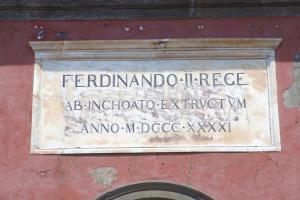 FERDINANDO·II·REGE
AB·INCHOATO·EXTRVCTVM
ANNO·M·DCCC·XXXXI